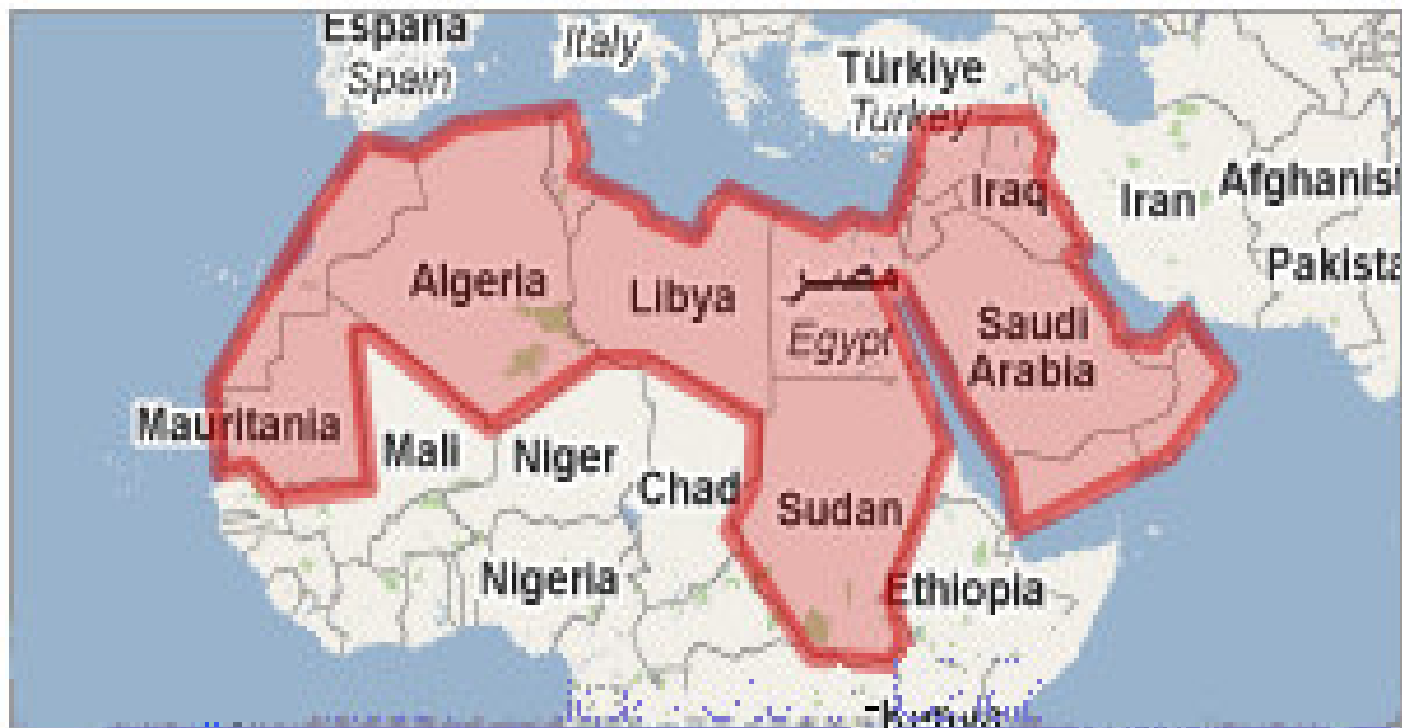 España
Spain
Italy
Türkiye
Turkey
Iraq
Iran
Afghanist
Pakista
Algeria
Libya
مصر
Egypt
Saudi
Arabia
Mauritania
Mali
Niger
Chad
Sudan
Nigeria
Ethiopia